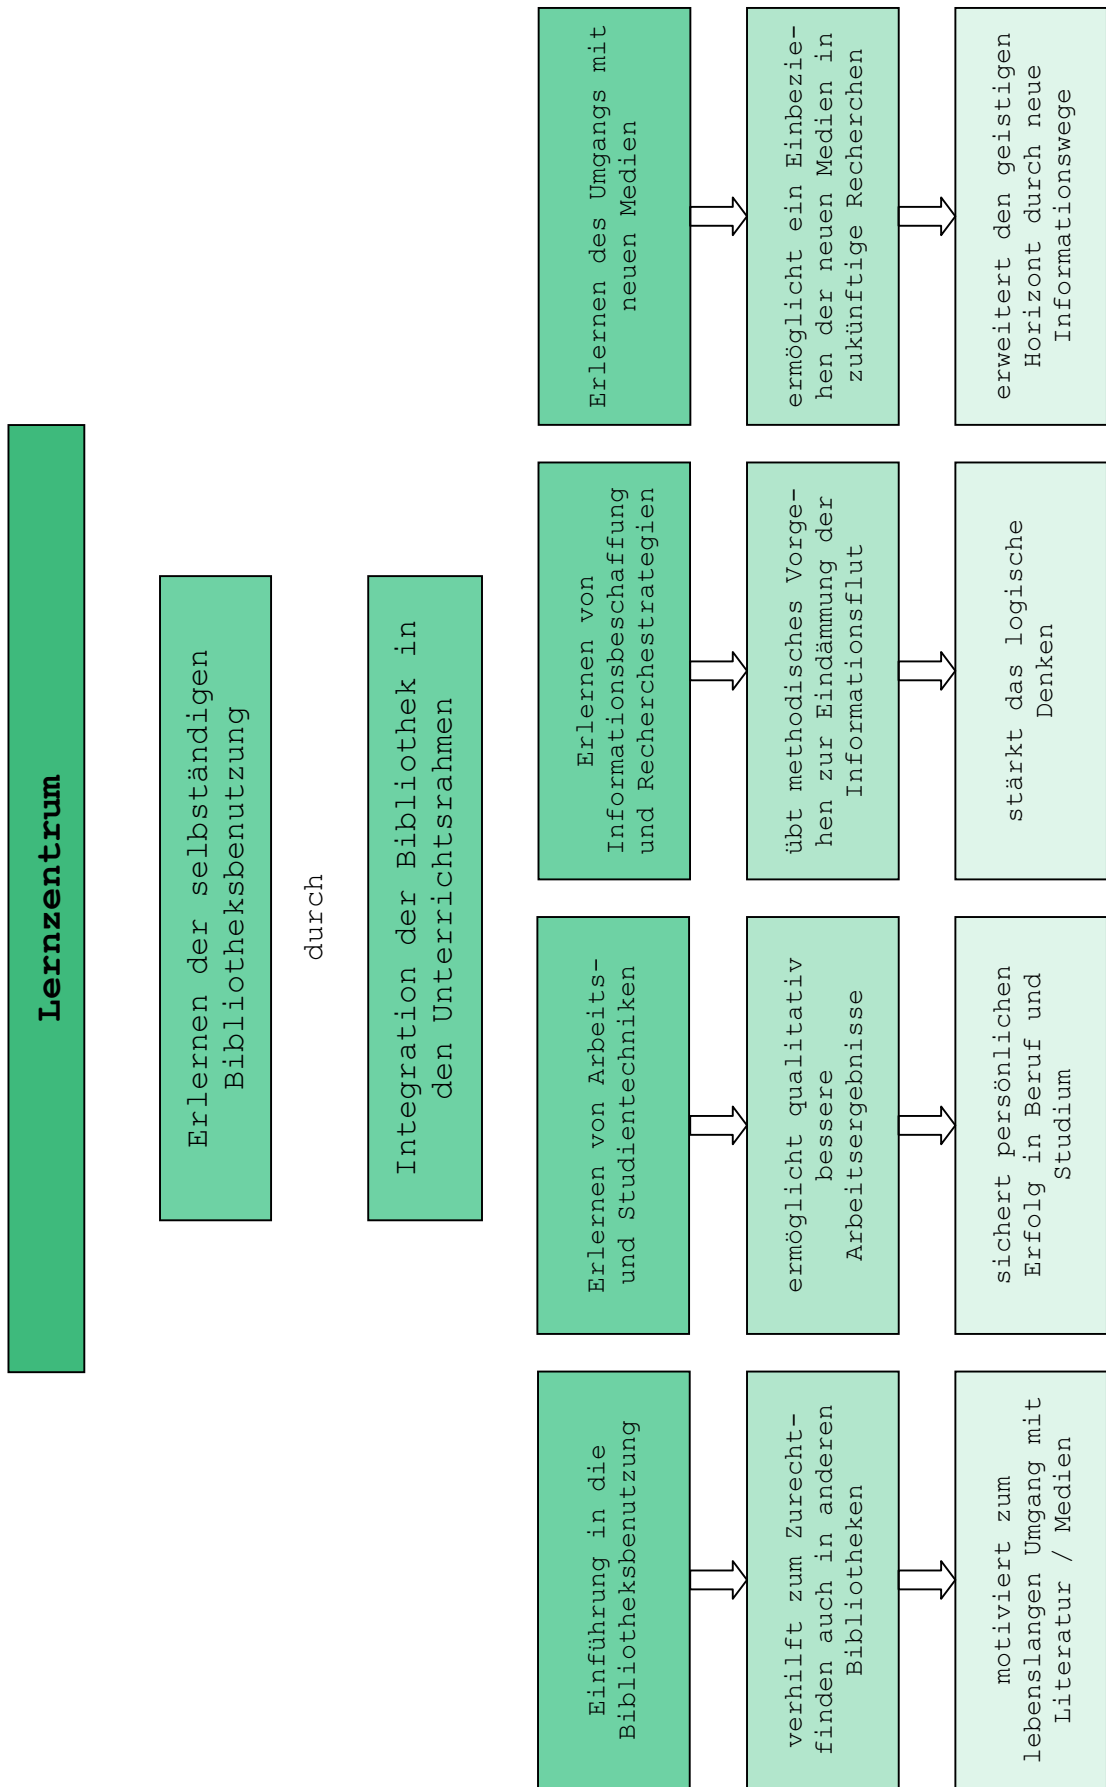 Lernzentrum
Erlernen der selbständigen
Bibliotheksbenutzung
durch
Integration der Bibliothek in
den Unterrichtsrahmen
Einführung in die
Bibliotheksbenutzung
verhilft zum Zurecht-
finden auch in anderen
Bibliotheken
motiviert zum
lebenslangen Umgang mit
Literatur / Medien
Erlernen von Arbeits-
und Studientechniken
ermöglicht qualitativ
bessere
Arbeitsergebnisse
sichert persönlichen
Erfolg in Beruf und
Studium
Erlernen von
Informationsbeschaffung
und Recherchestrategien
übt methodisches Vorge-
hen zur Eindämmung der
Informationsflut
stärkt das logische
Denken
Erlernen des Umgangs mit
neuen Medien
ermöglicht ein Einbezie-
hen der neuen Medien in
zukünftige Recherchen
erweitert den geistigen
Horizont durch neue
Informationswege